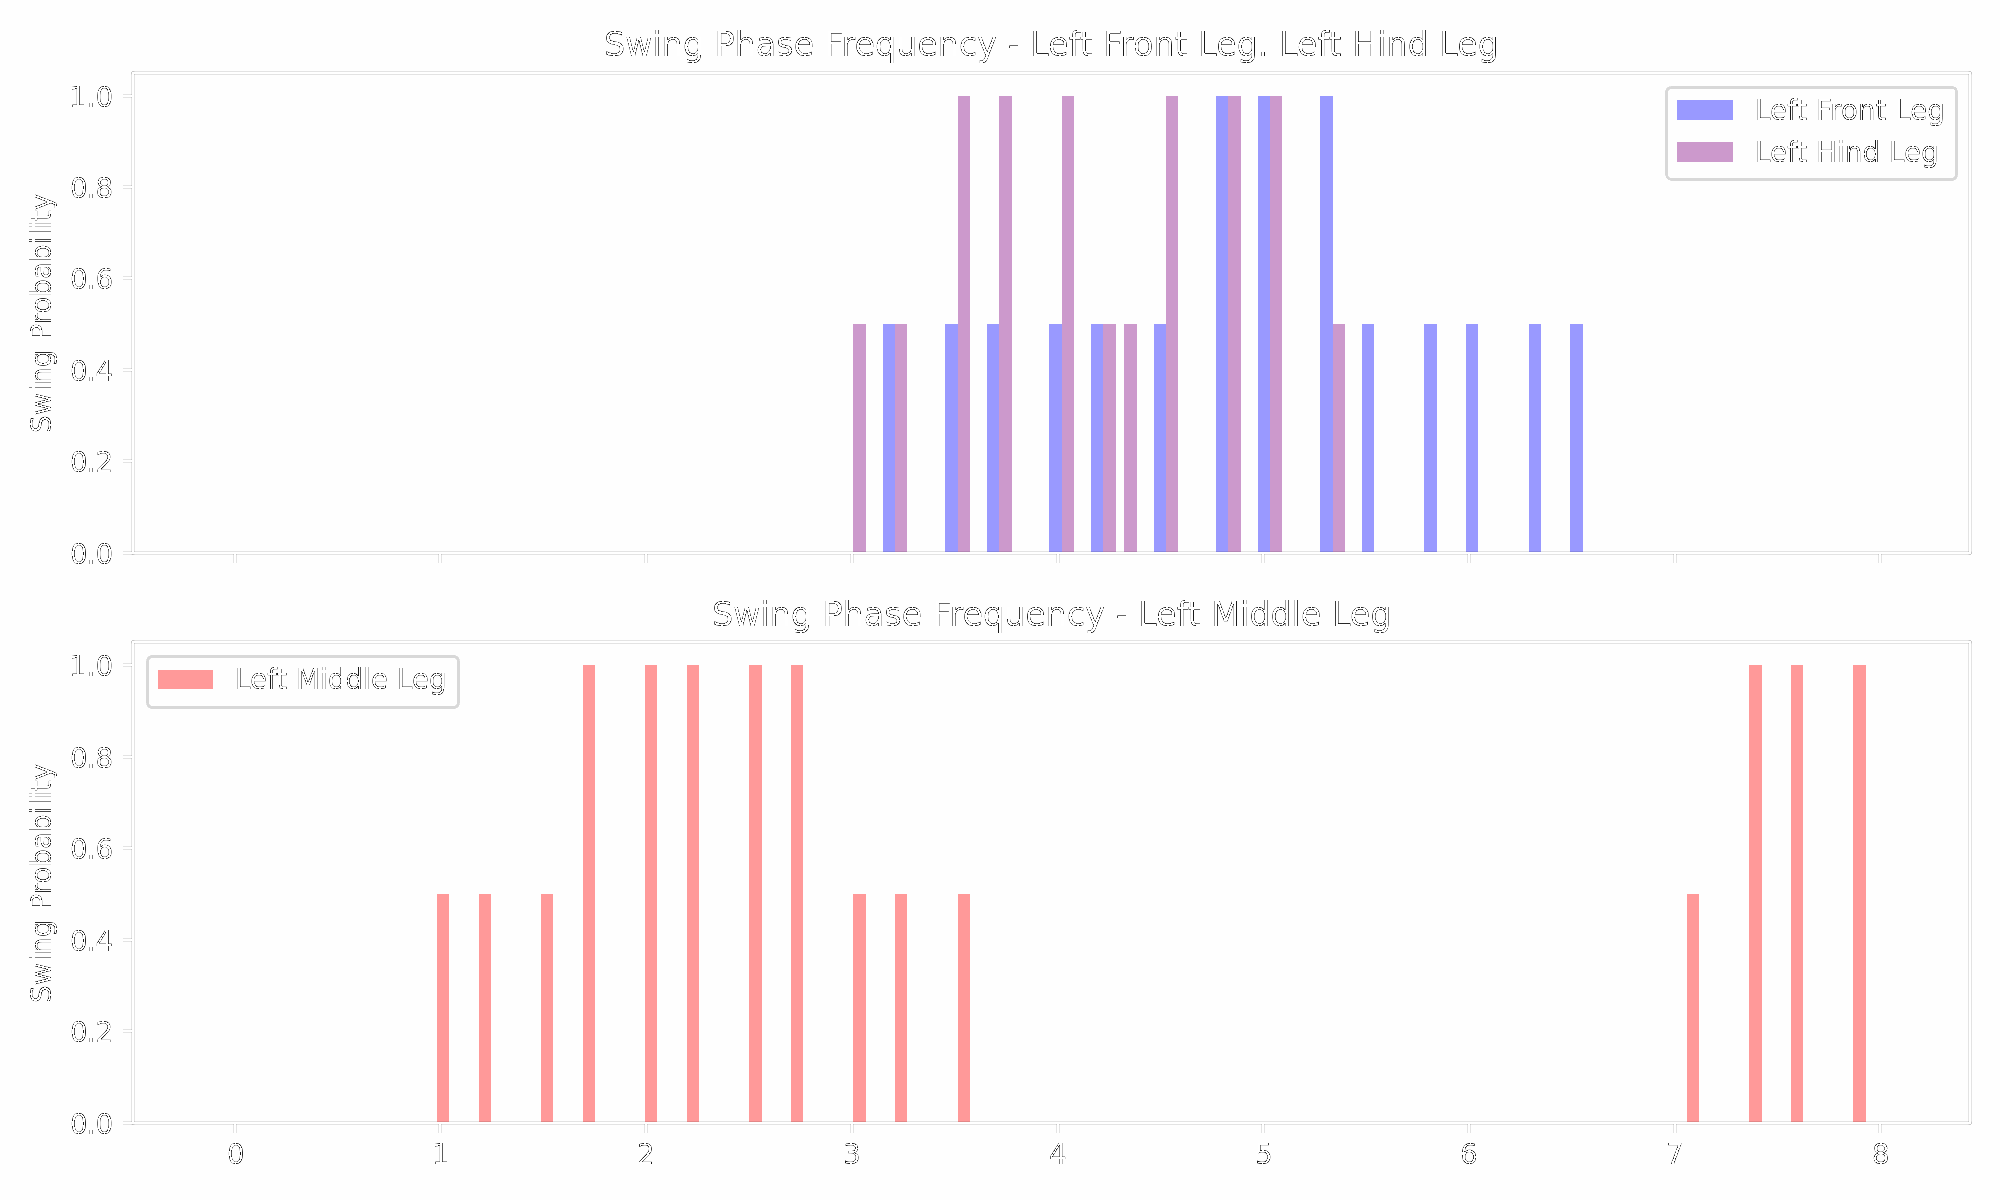 Swing Phase Frequency - Left Front Leg. Left Hind Leg
Swing Probability
1.0
0.8
0.6
0.4
0.2
0.0
Left Front Leg
Left Hind Leg
Swing Phase Frequency - Left Middle Leg
Swing Probability
1.0
0.8
0.6
0.4
0.2
0.0
Left Middle Leg
0 1 2 3 4 5 6 7 8